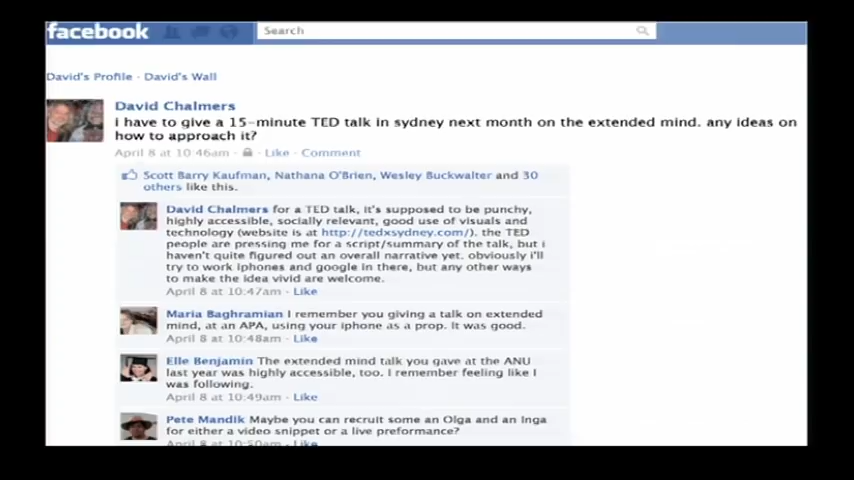 facebook
Search
David's Profile · David's Wall
David Chalmers
i have to give a 15-minute TED talk in sydney next month on the extended mind. any ideas on
how to approach it?
April 8 at 10:46am · Like · Comment
Scott Barry Kaufman, Nathana O'Brien, Wesley Buckwalter and 30
others like this.
David Chalmers for a TED talk, it's supposed to be punchy,
highly accessible, socially relevant, good use of visuals and
technology (website is at http://tedxsydney.com/). the TED
people are pressing me for a script/summary of the talk, but i
haven't quite figured out an overall narrative yet. obviously i'll
try to work iphones and google in there, but any other ways
to make the idea vivid are welcome.
April 8 at 10:47am · Like
Maria Baghramian I remember you giving a talk on extended
mind, at an APA, using your iphone as a prop. It was good.
April 8 at 10:48am · Like
Elle Benjamin The extended mind talk you gave at the ANU
last year was highly accessible, too. I remember feeling like I
was following.
April 8 at 10:49am · Like
Pete Mandik Maybe you can recruit some an Olga and an Inga
for either a video snippet or a live preformance?
April 8 at 10:50am · Like